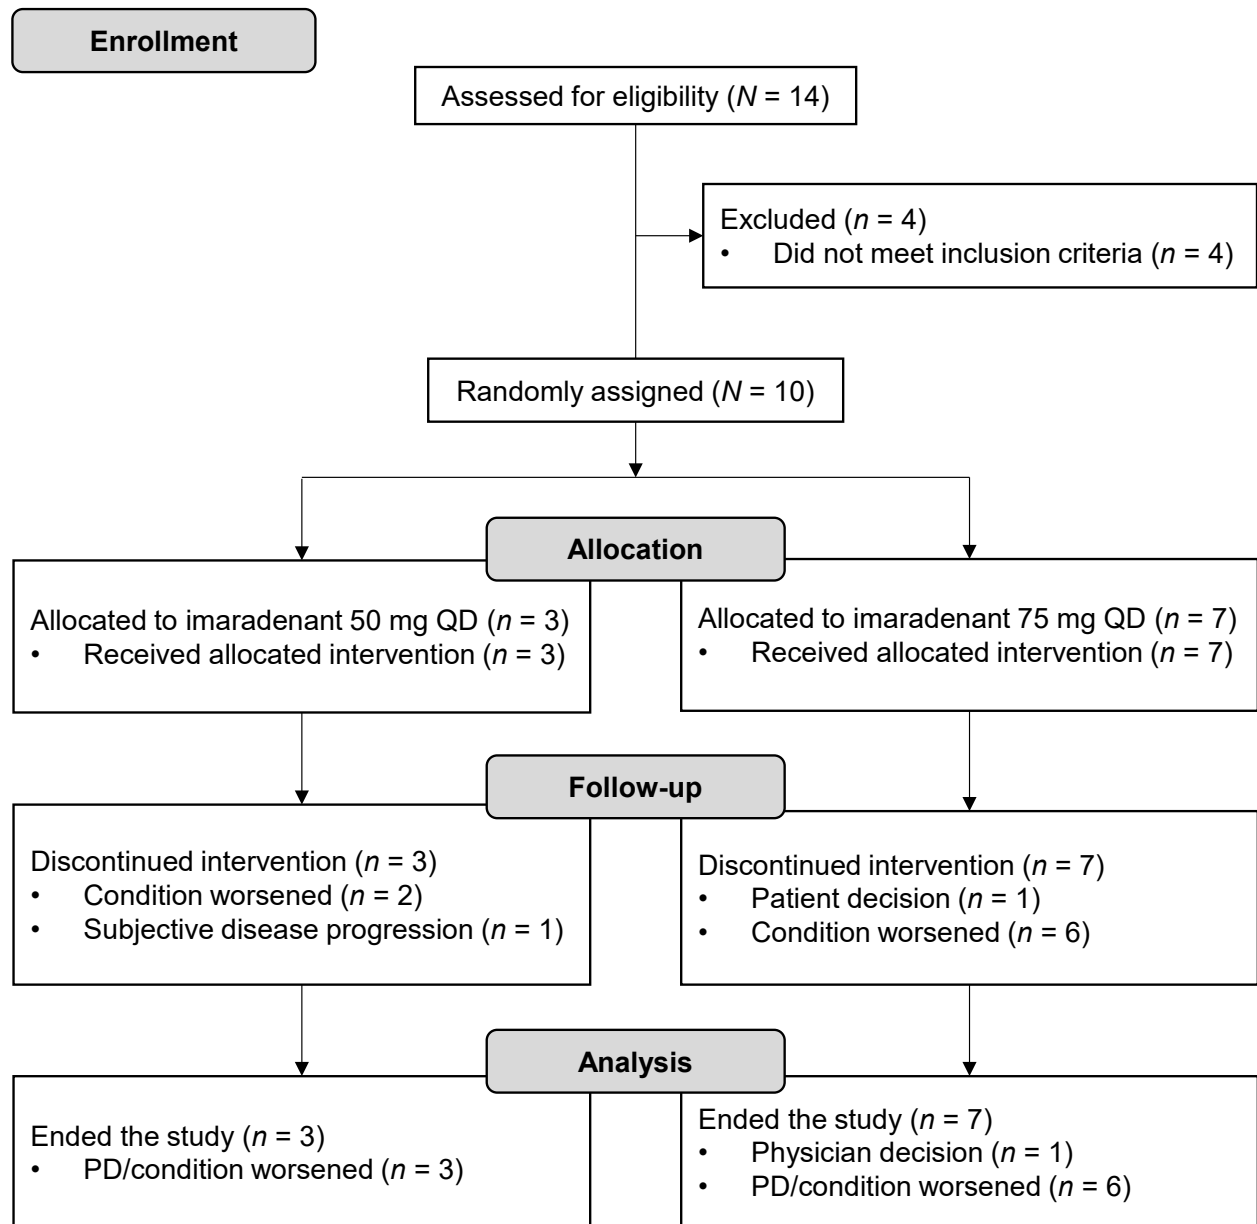 Enrollment
Assessed for eligibility (N = 14)
Excluded (n = 4)
• Did not meet inclusion criteria (n = 4)
Randomly assigned (N = 10)
Allocation
Allocated to imaradenant 50 mg QD (n = 3)
• Received allocated intervention (n = 3)
Allocated to imaradenant 75 mg QD (n = 7)
• Received allocated intervention (n = 7)
Follow-up
Discontinued intervention (n = 3)
• Condition worsened (n = 2)
• Subjective disease progression (n = 1)
Discontinued intervention (n = 7)
• Patient decision (n = 1)
• Condition worsened (n = 6)
Analysis
Ended the study (n = 3)
• PD/condition worsened (n = 3)
Ended the study (n = 7)
• Physician decision (n = 1)
• PD/condition worsened (n = 6)